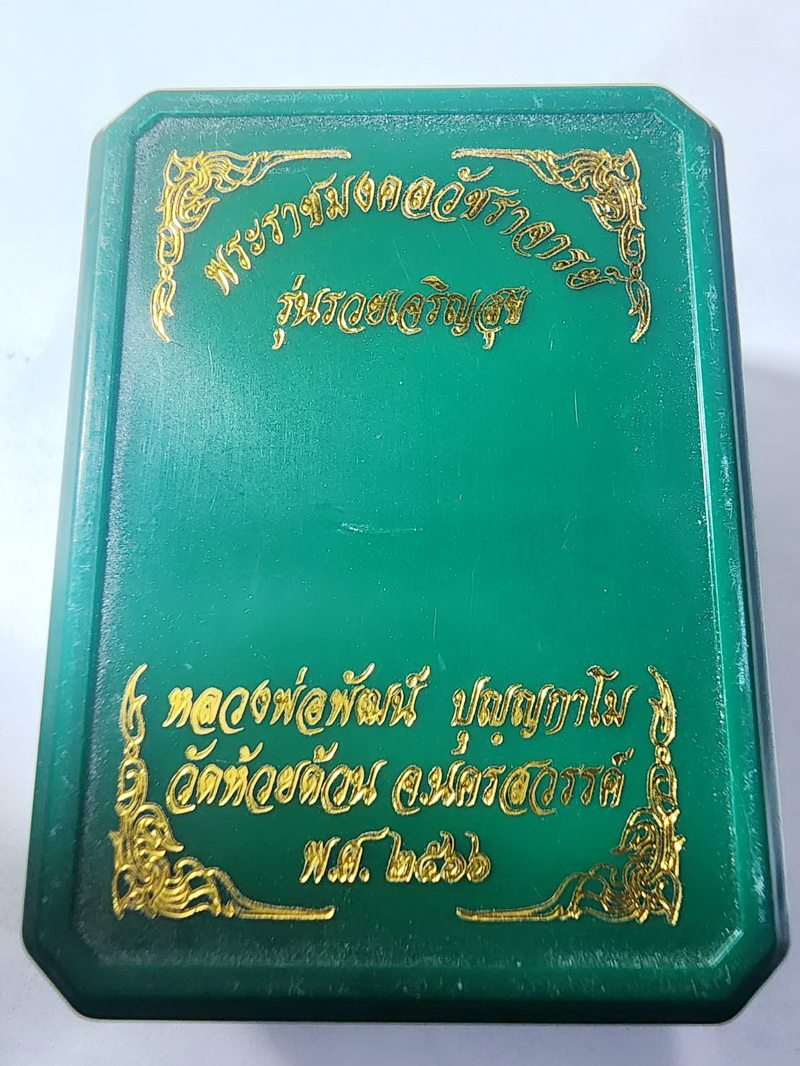 พระราชมงคลวัชราจารย์
รุ่นรวยเจริญสุข
หลวงพ่อพัฒน์ ปุญฺญกาโม
วัดห้วยด้วน จ.นครสวรรค์
พ.ศ. ๒๕๖๖